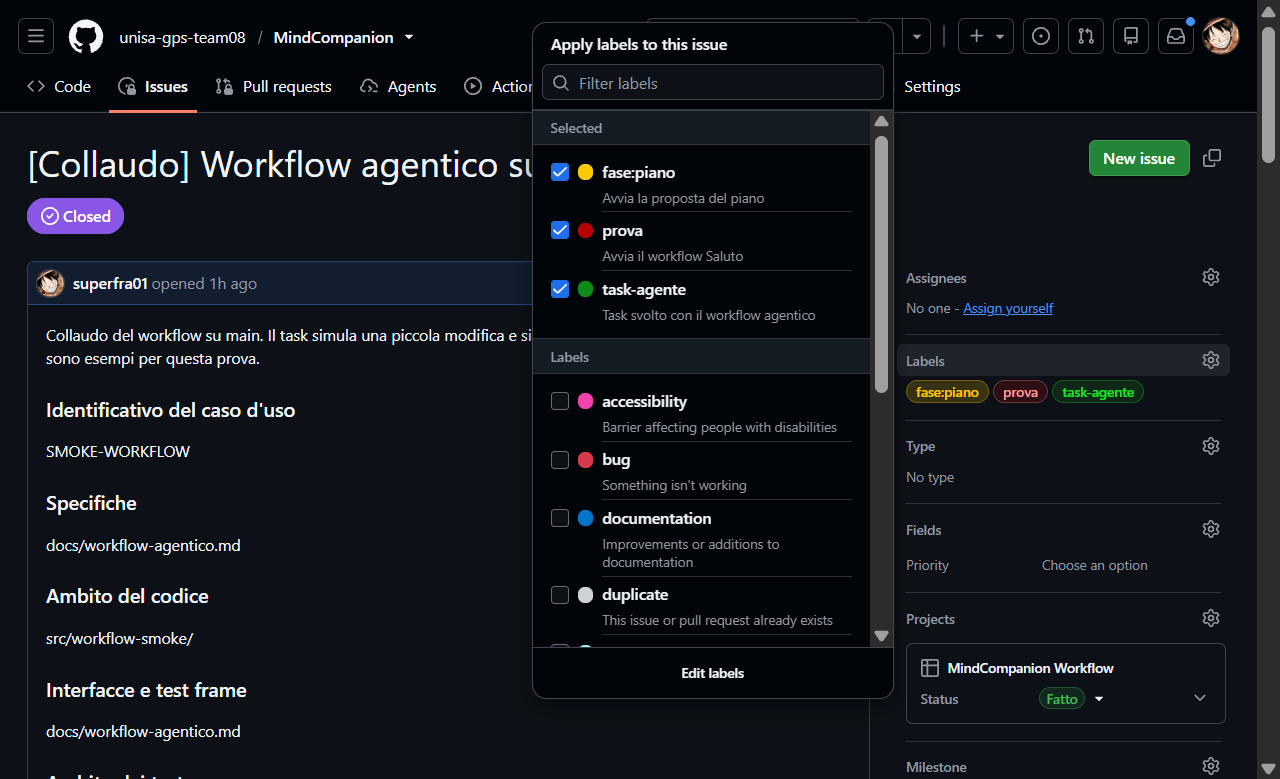 unisa-gps-team08 / MindCompanion
Code
Issues
Pull requests
Agents
Settings
[Collaudo] Workflow agentico
Closed
New issue
superfra01 opened 1h ago
Collaudo del workflow su main. Il task simula una piccola modifica e
sono esempi per questa prova.
Identificativo del caso d'uso
SMOKE-WORKFLOW
Specifiche
docs/workflow-agentico.md
Ambito del codice
src/workflow-smoke/
Interfacce e test frame
docs/workflow-agentico.md
Apply labels to this issue
Filter labels
Selected
fase:piano
Avvia la proposta del piano
prova
Avvia il workflow Saluto
task-agente
Task svolto con il workflow agentico
Labels
accessibility
Barrier affecting people with disabilities
bug
Something isn't working
documentation
Improvements or additions to
documentation
duplicate
This issue or pull request already exists
Edit labels
Assignees
No one - Assign yourself
Labels
fase:piano prova task-agente
Type
No type
Fields
Priority Choose an option
Projects
MindCompanion Workflow
Status Fatto
Milestone